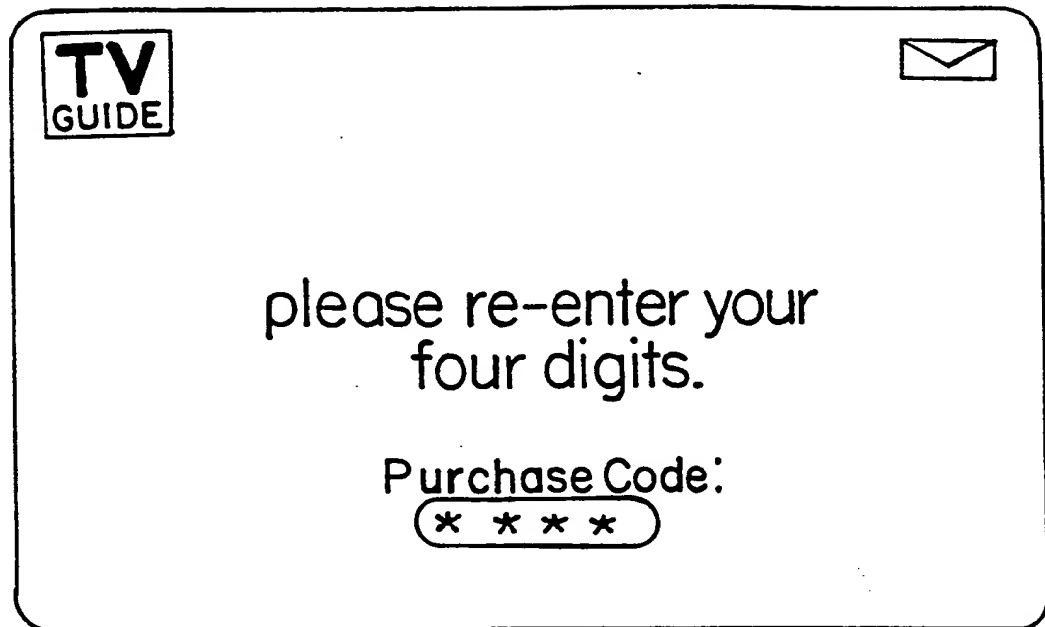 TV
GUIDE
please re-enter your
four digits.
Purchase Code:
* * * *